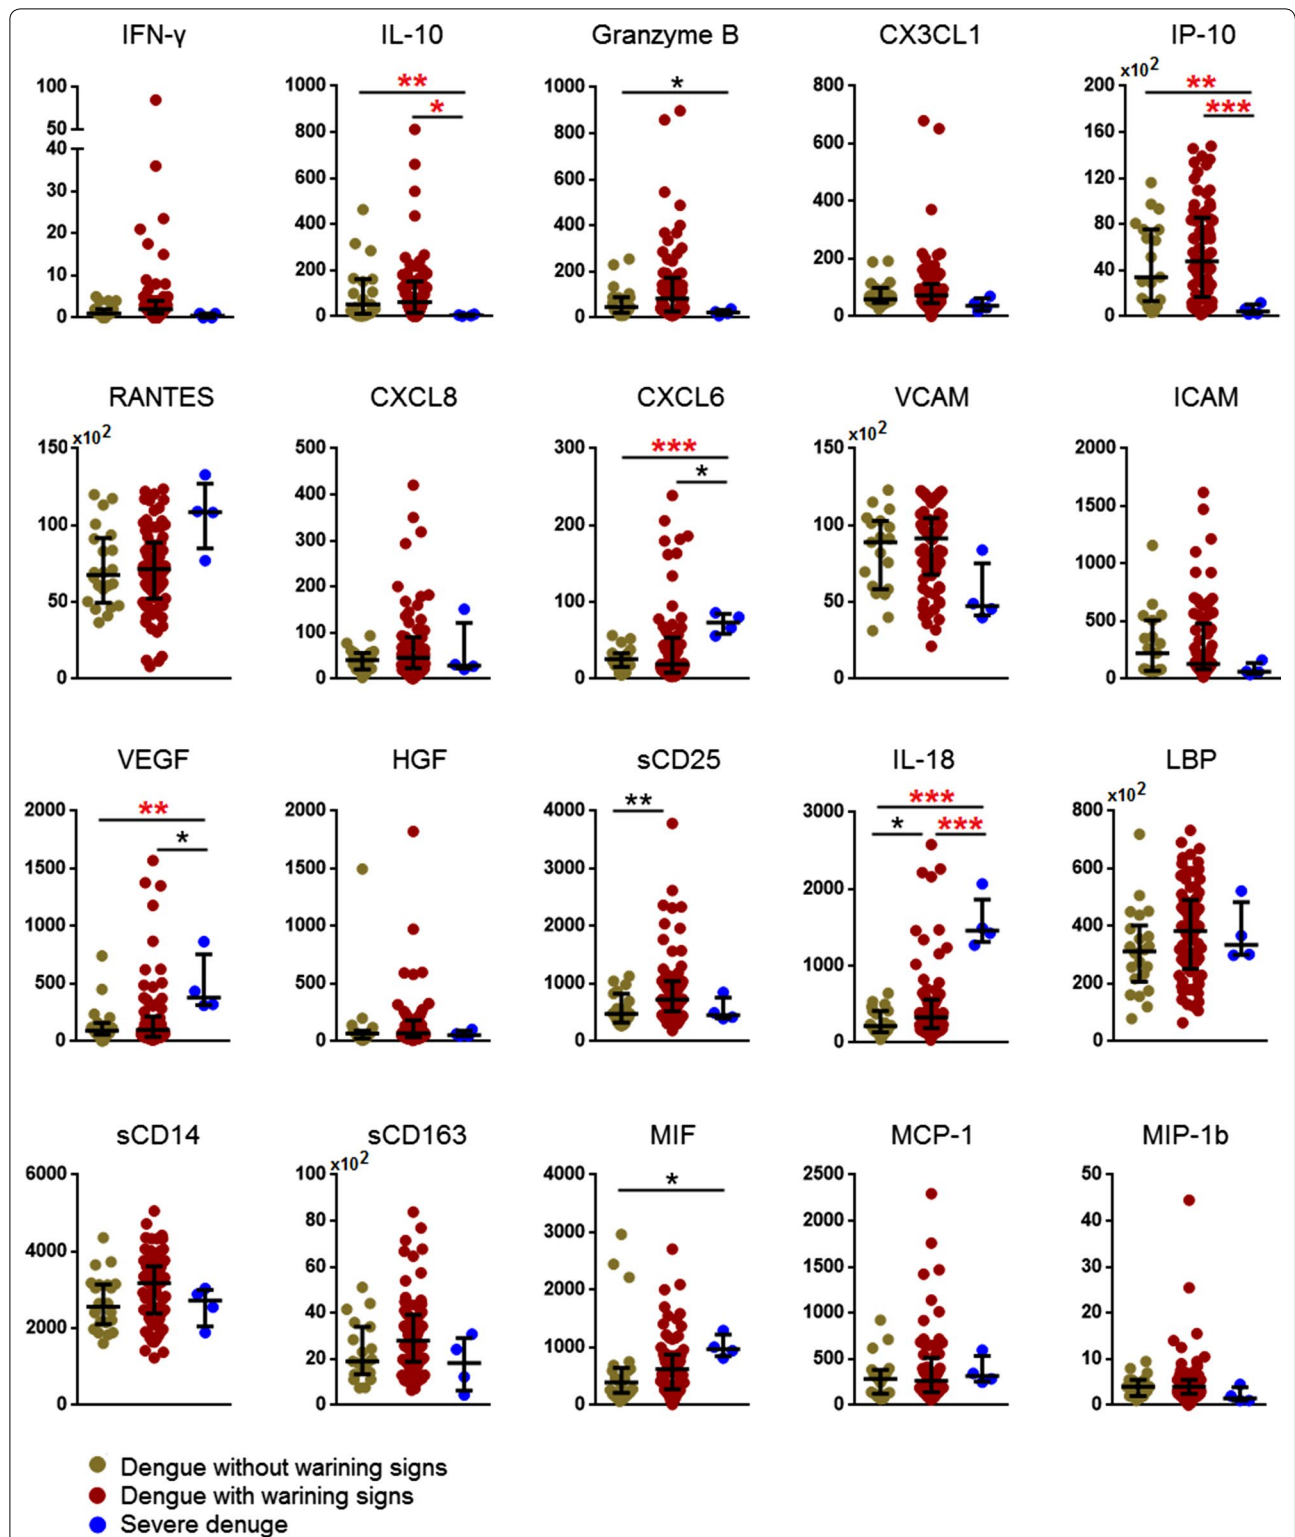 IFN-γ IL-10 Granzyme B CX3CL1 IP-10
100 50 40 30 20 10 0
** * 1000 800 600 400 200 0
* 1000 800 600 400 200 0
800 600 400 200 0
x10² ** *** 200 160 120 80 40 0
RANTES CXCL8 CXCL6 VCAM ICAM
x10² 150 100 50 0
500 400 300 200 100 0
*** * 300 200 100 0
x10² 150 100 50 0
2000 1500 1000 500 0
VEGF HGF sCD25 IL-18 LBP
** * 2000 1500 1000 500 0
2000 1500 1000 500 0
** 4000 3000 2000 1000 0
*** * *** 3000 2000 1000 0
x10² 800 600 400 200 0
sCD14 sCD163 MIF MCP-1 MIP-1b
6000 4000 2000 0
x10² 100 80 60 40 20 0
* 4000 3000 2000 1000 0
2500 2000 1500 1000 500 0
50 40 30 20 10 0
Dengue without warining signs
Dengue with warining signs
Severe denuge